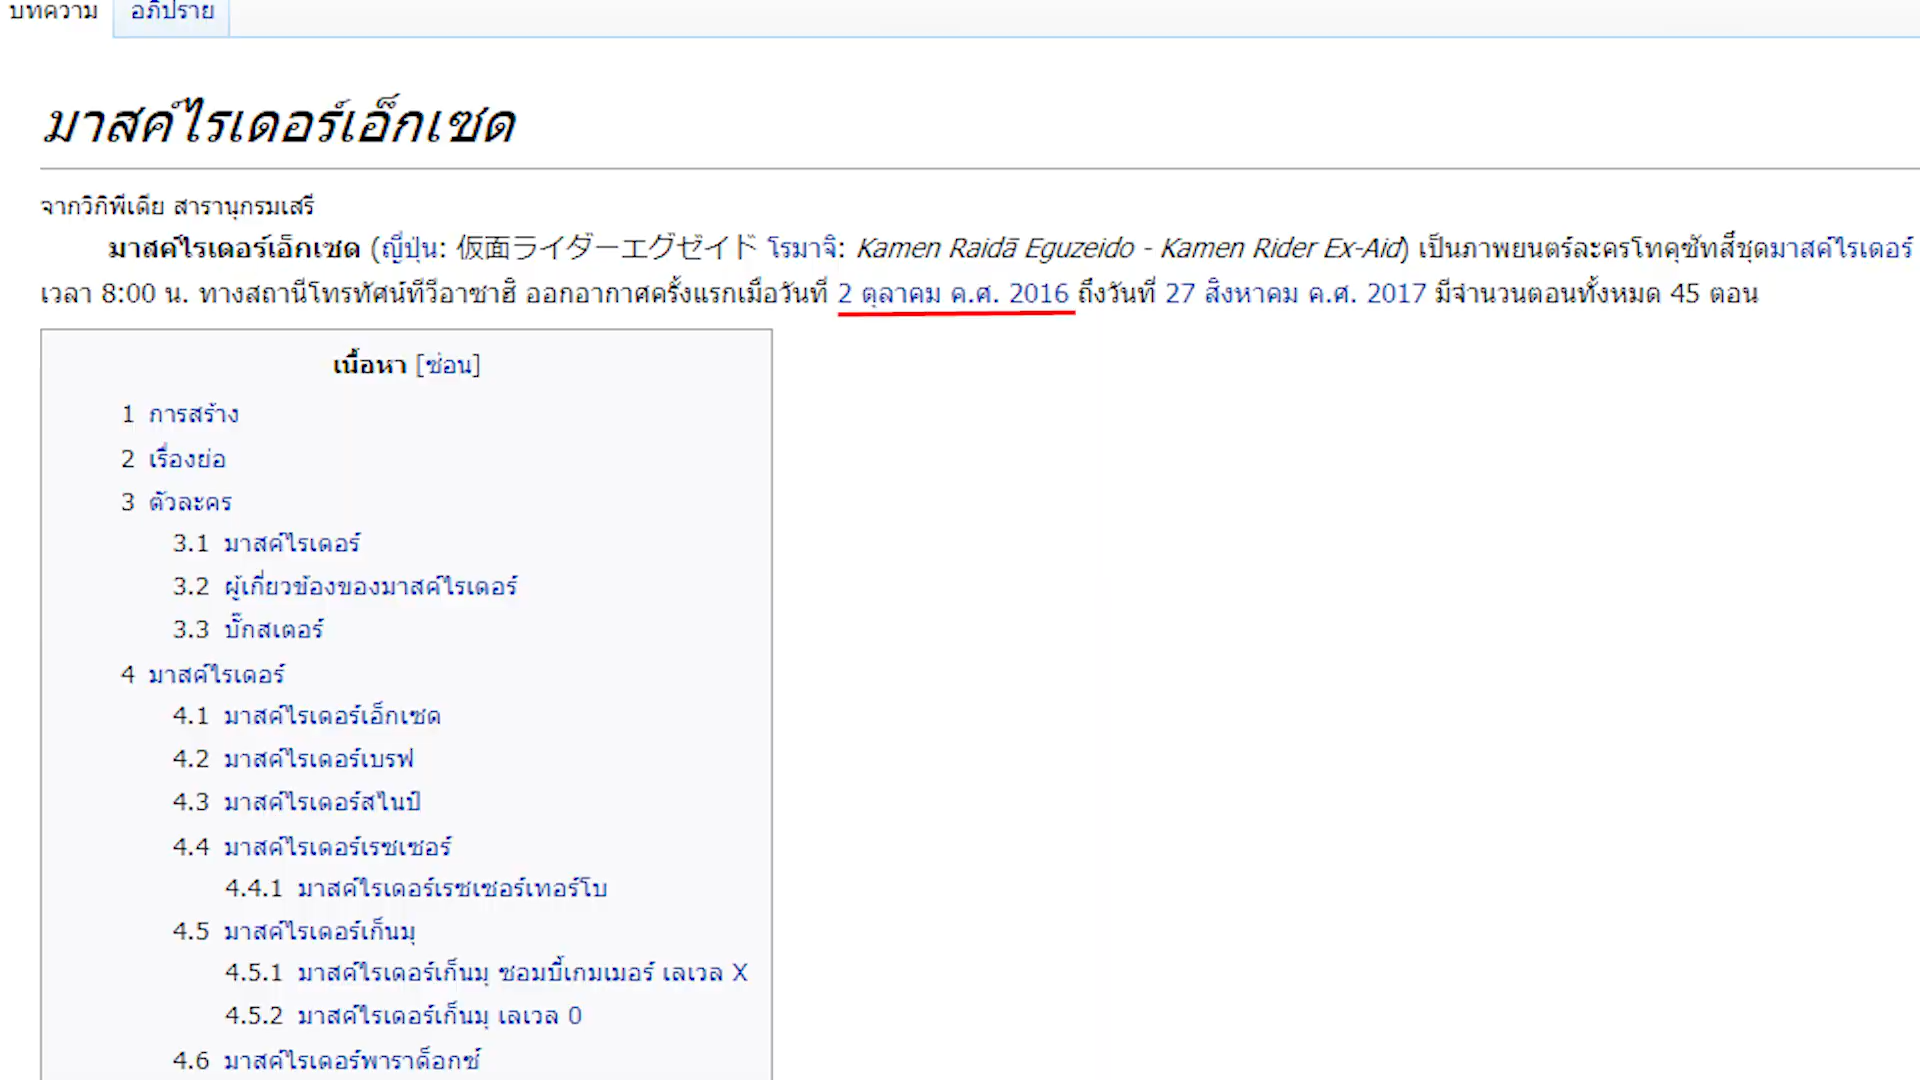 บทความ อภิปราย
มาสค์ไรเดอร์เอ็กเซด
จากวิกิพีเดีย สารานุกรมเสรี
มาสค์ไรเดอร์เอ็กเซด (ญี่ปุ่น: 仮面ライダーエグゼイド โรมาจิ: Kamen Raidā Eguzeido - Kamen Rider Ex-Aid) เป็นภาพยนตร์ละครโทคุซัทสึชุดมาสค์ไรเดอร์
เวลา 8:00 น. ทางสถานีโทรทัศน์ทีวีอาซาฮิ ออกอากาศครั้งแรกเมื่อวันที่ 2 ตุลาคม ค.ศ. 2016 ถึงวันที่ 27 สิงหาคม ค.ศ. 2017 มีจำนวนตอนทั้งหมด 45 ตอน
เนื้อหา [ซ่อน]
1 การสร้าง
2 เรื่องย่อ
3 ตัวละคร
3.1 มาสค์ไรเดอร์
3.2 ผู้เกี่ยวข้องของมาสค์ไรเดอร์
3.3 บั๊กสเตอร์
4 มาสค์ไรเดอร์
4.1 มาสค์ไรเดอร์เอ็กเซด
4.2 มาสค์ไรเดอร์เบรฟ
4.3 มาสค์ไรเดอร์สไนป์
4.4 มาสค์ไรเดอร์เรซเซอร์
4.4.1 มาสค์ไรเดอร์เรซเซอร์เทอร์โบ
4.5 มาสค์ไรเดอร์เก็นมุ
4.5.1 มาสค์ไรเดอร์เก็นมุ ซอมบี้เกมเมอร์ เลเวล X
4.5.2 มาสค์ไรเดอร์เก็นมุ เลเวล 0
4.6 มาสค์ไรเดอร์พาราด็อกซ์